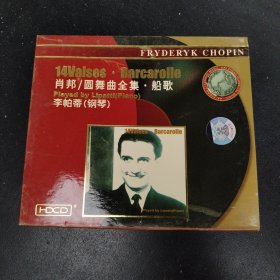 FRYDERYK CHOPIN
14Valses · Barcarolle
肖邦/圆舞曲全集·船歌
Played by Lipatti(Piano)
李帕蒂(钢琴)
14Valses · Barcarolle
Played by Lipatti(Piano)
HDCD